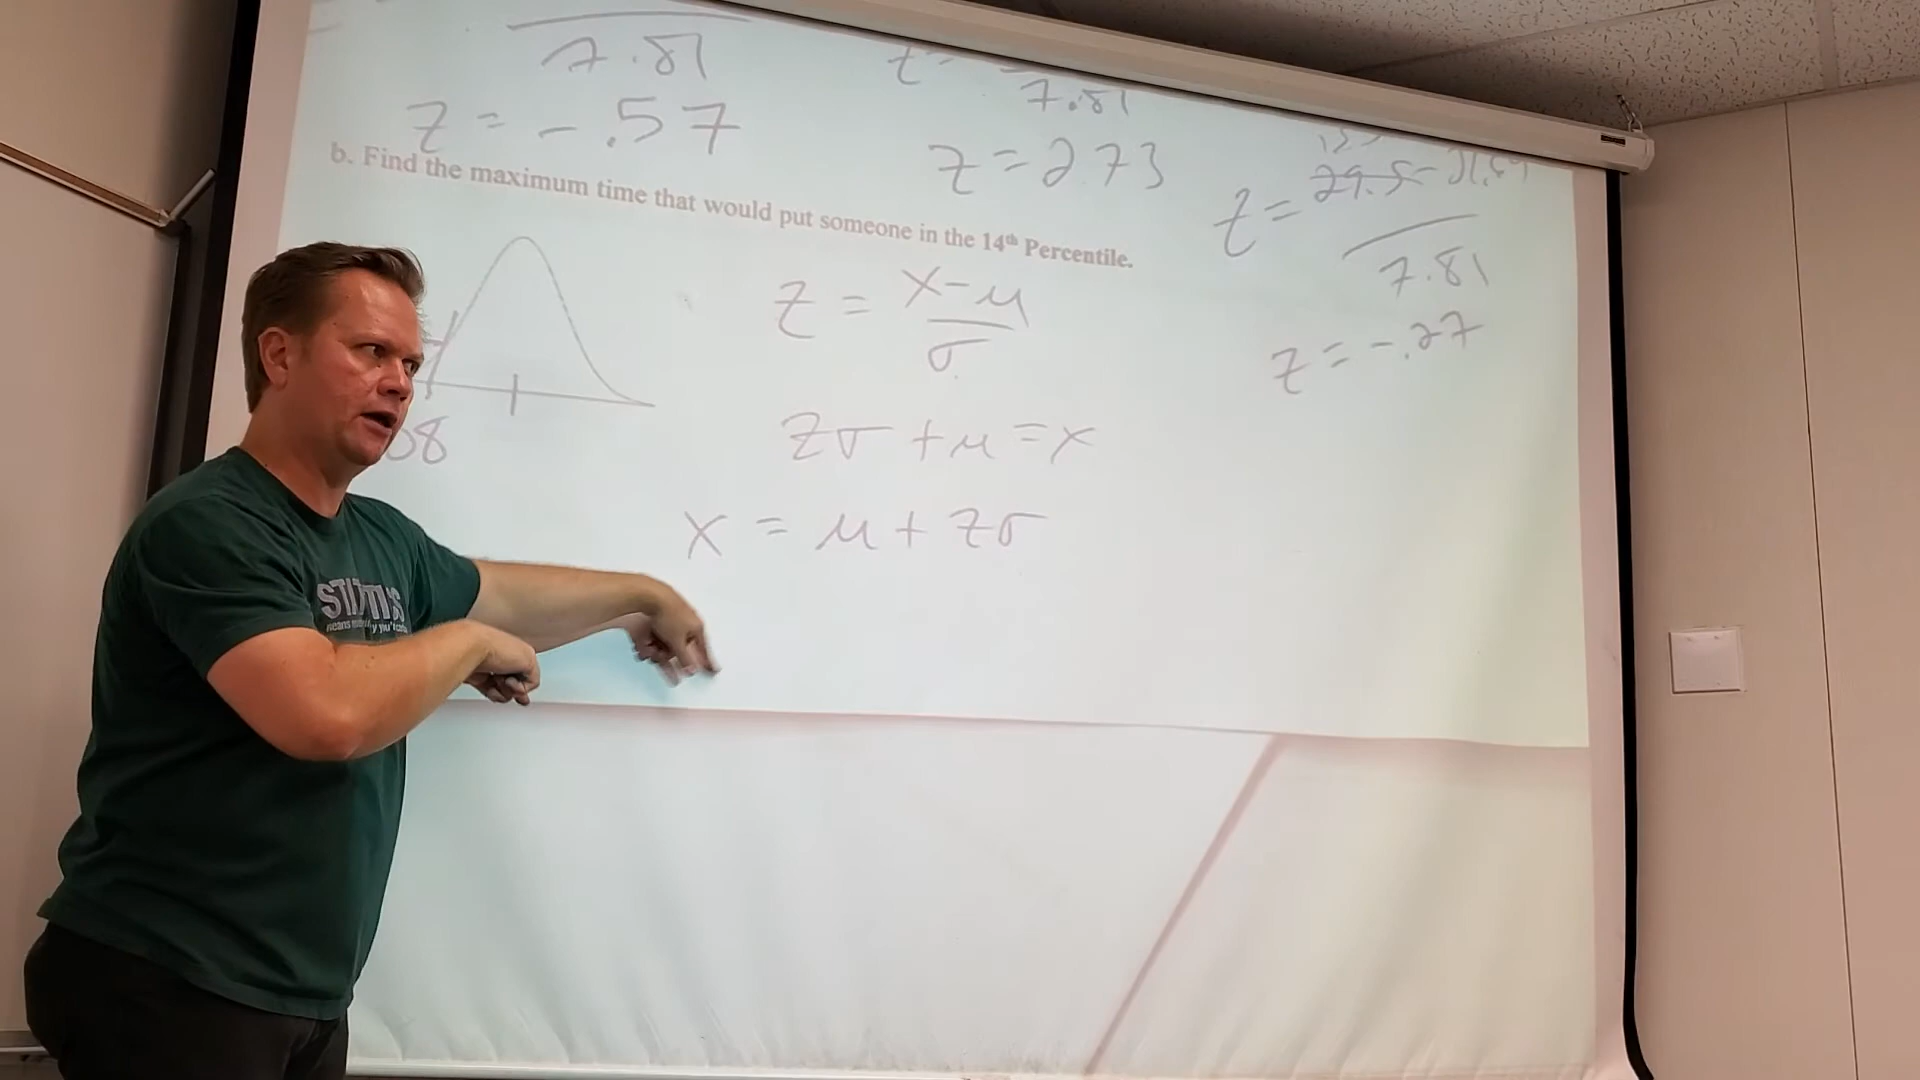 7.81
z = -.57
7.81
z = 2.73
z =
7.81
z = -.27
b. Find the maximum time that would put someone in the 14th Percentile.
z = x-μ
σ
zσ + μ = x
x = μ + zσ
08
means